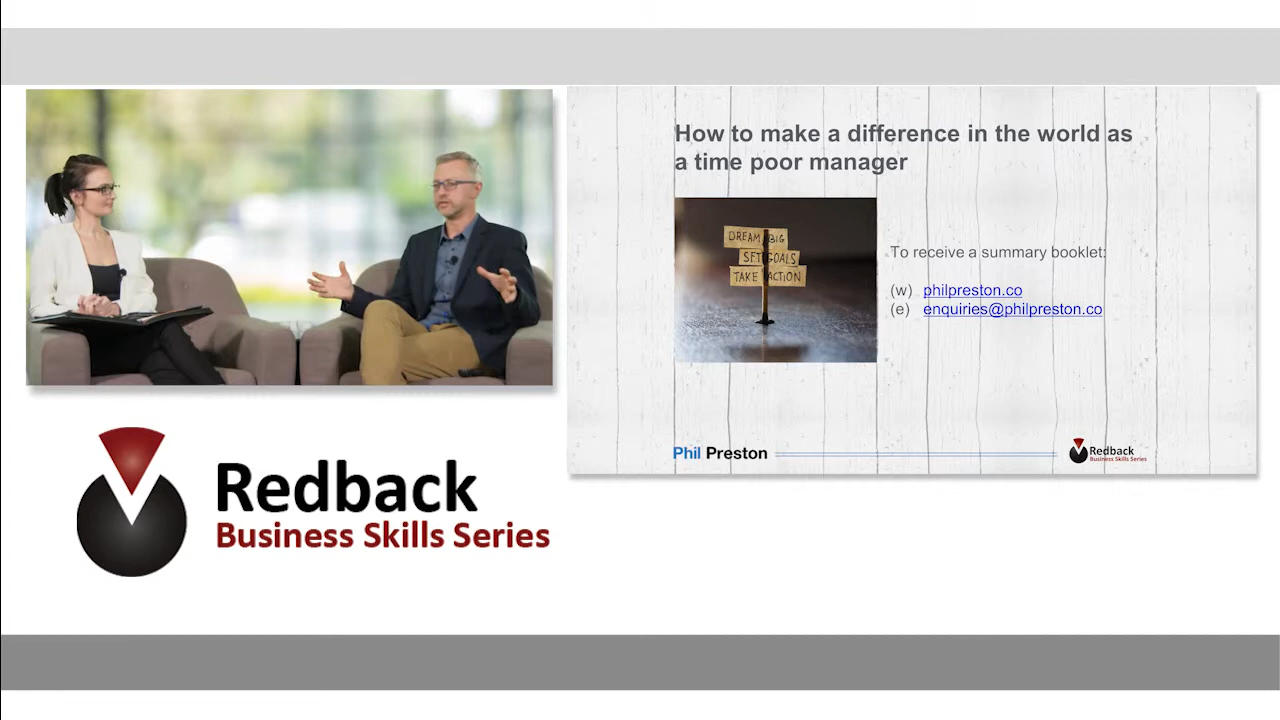 How to make a difference in the world as
a time poor manager
DREAM BIG
SET GOALS
TAKE ACTION
To receive a summary booklet:
(w) philpreston.co
(e) enquiries@philpreston.co
Phil Preston
Redback
Business Skills Series
Redback
Business Skills Series